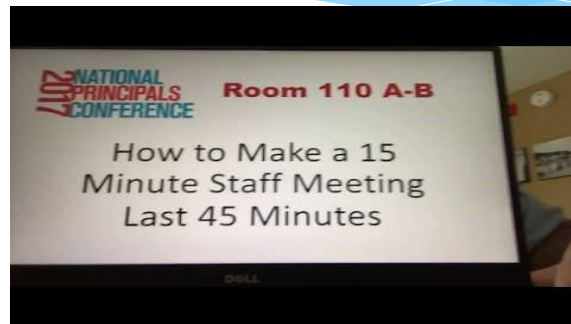 2017
NATIONAL
PRINCIPALS
CONFERENCE
Room 110 A-B
How to Make a 15
Minute Staff Meeting
Last 45 Minutes
DELL